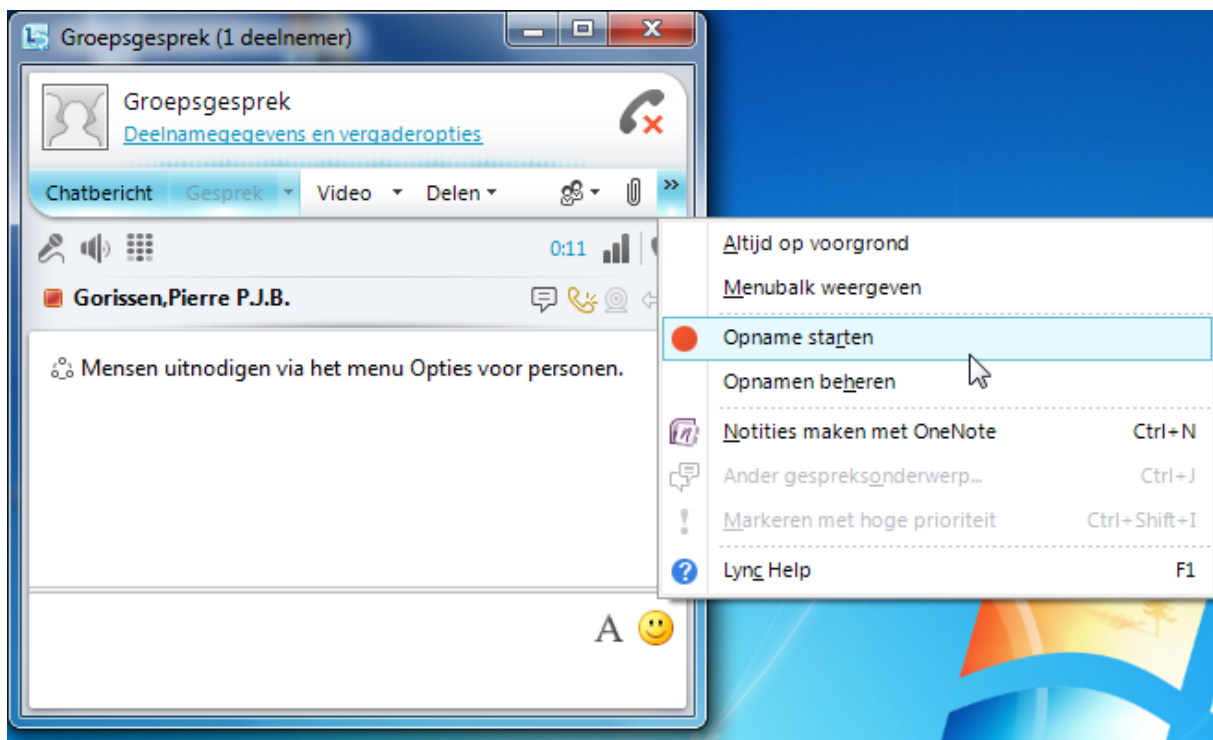 Groepsgesprek (1 deelnemer)
Groepsgesprek
Deelnamegegevens en vergaderopties
Chatbericht Gesprek Video Delen
0:11
Gorissen,Pierre P.J.B.
Mensen uitnodigen via het menu Opties voor personen.
A
Altijd op voorgrond
Menubalk weergeven
Opname starten
Opnamen beheren
Notities maken met OneNote Ctrl+N
Ander gespreksonderwerp... Ctrl+J
Markeren met hoge prioriteit Ctrl+Shift+I
Lync Help F1